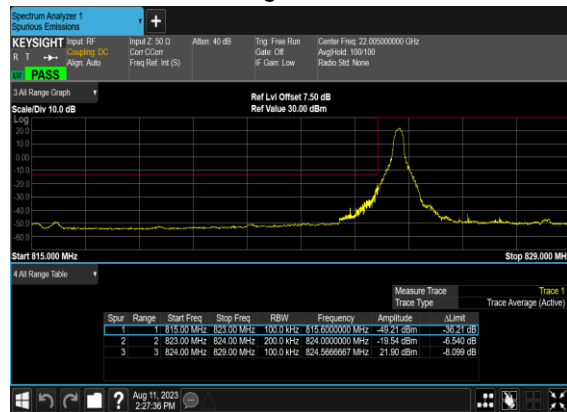 Spectrum Analyzer 1
Spurious Emissions
+
KEYSIGHT Input: RF Input Z: 50 Ω Atten: 40 dB Trig: Free Run Center Freq: 22.005000000 GHz
R T Coupling: DC Corr CCorr Gate: Off Avg|Hold: 100/100
Align: Auto Freq Ref: Int (S) IF Gain: Low Radio Std: None
PASS
3 All Range Graph
Ref Lvl Offset 7.50 dB
Scale/Div 10.0 dB Ref Value 30.00 dBm
Log
20.0
10.0
0.00
-10.0
-20.0
-30.0
-40.0
-50.0
-60.0
Start 815.000 MHz Stop 829.000 MH
4 All Range Table
Measure Trace Trace 1
Trace Type Trace Average (Active)
Spur Range Start Freq Stop Freq RBW Frequency Amplitude ΔLimit
1 1 815.00 MHz 823.00 MHz 100.0 kHz 815.6000000 MHz -49.21 dBm -36.21 dB
2 2 823.00 MHz 824.00 MHz 200.0 kHz 824.0000000 MHz -19.54 dBm -6.540 dB
3 3 824.00 MHz 829.00 MHz 100.0 kHz 824.5666667 MHz 21.90 dBm -8.099 dB
? Aug 11, 2023
2:27:36 PM